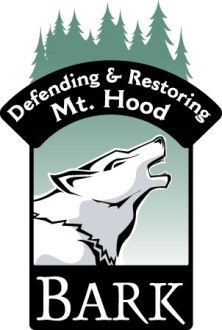 Defending & Restoring
Mt. Hood
BARK